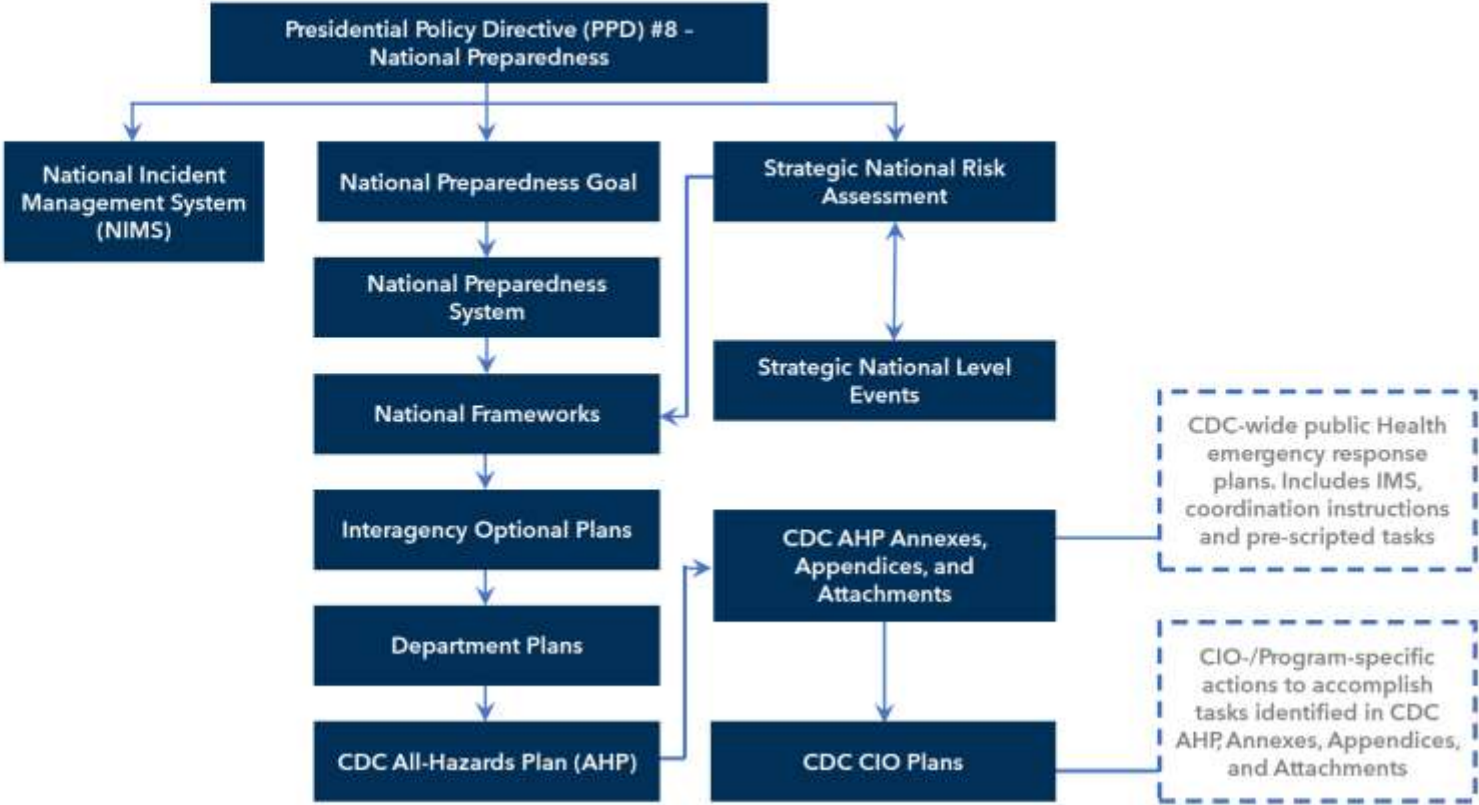 Presidential Policy Directive (PPD) #8 –
National Preparedness
National Incident
Management System
(NIMS)
National Preparedness Goal
Strategic National Risk
Assessment
National Preparedness
System
Strategic National Level
Events
National Frameworks
CDC-wide public Health
emergency response
plans. Includes IMS,
coordination instructions
and pre-scripted tasks
Interagency Optional Plans
CDC AHP Annexes,
Appendices, and
Attachments
Department Plans
CIO-/Program-specific
actions to accomplish
tasks identified in CDC
AHP, Annexes, Appendices,
and Attachments
CDC All-Hazards Plan (AHP)
CDC CIO Plans